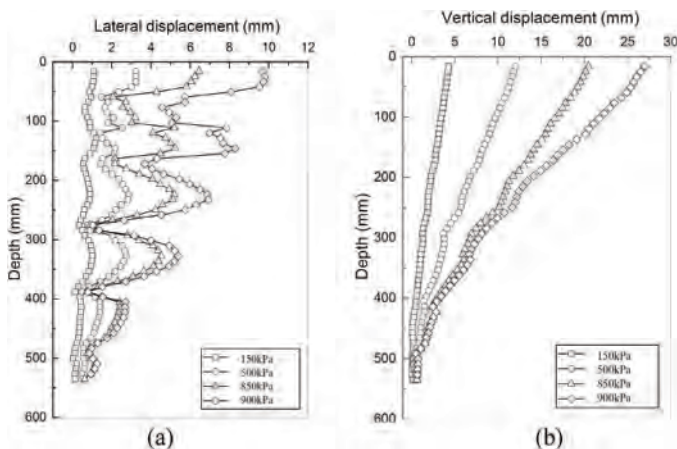 Lateral displacement (mm)
0 2 4 6 8 10 12
0
100
200
300
400
500
600
Depth (mm)
150kPa
500kPa
850kPa
900kPa
(a)
Vertical displacement (mm)
0 5 10 15 20 25 30
0
100
200
300
400
500
600
Depth (mm)
150kPa
500kPa
850kPa
900kPa
(b)